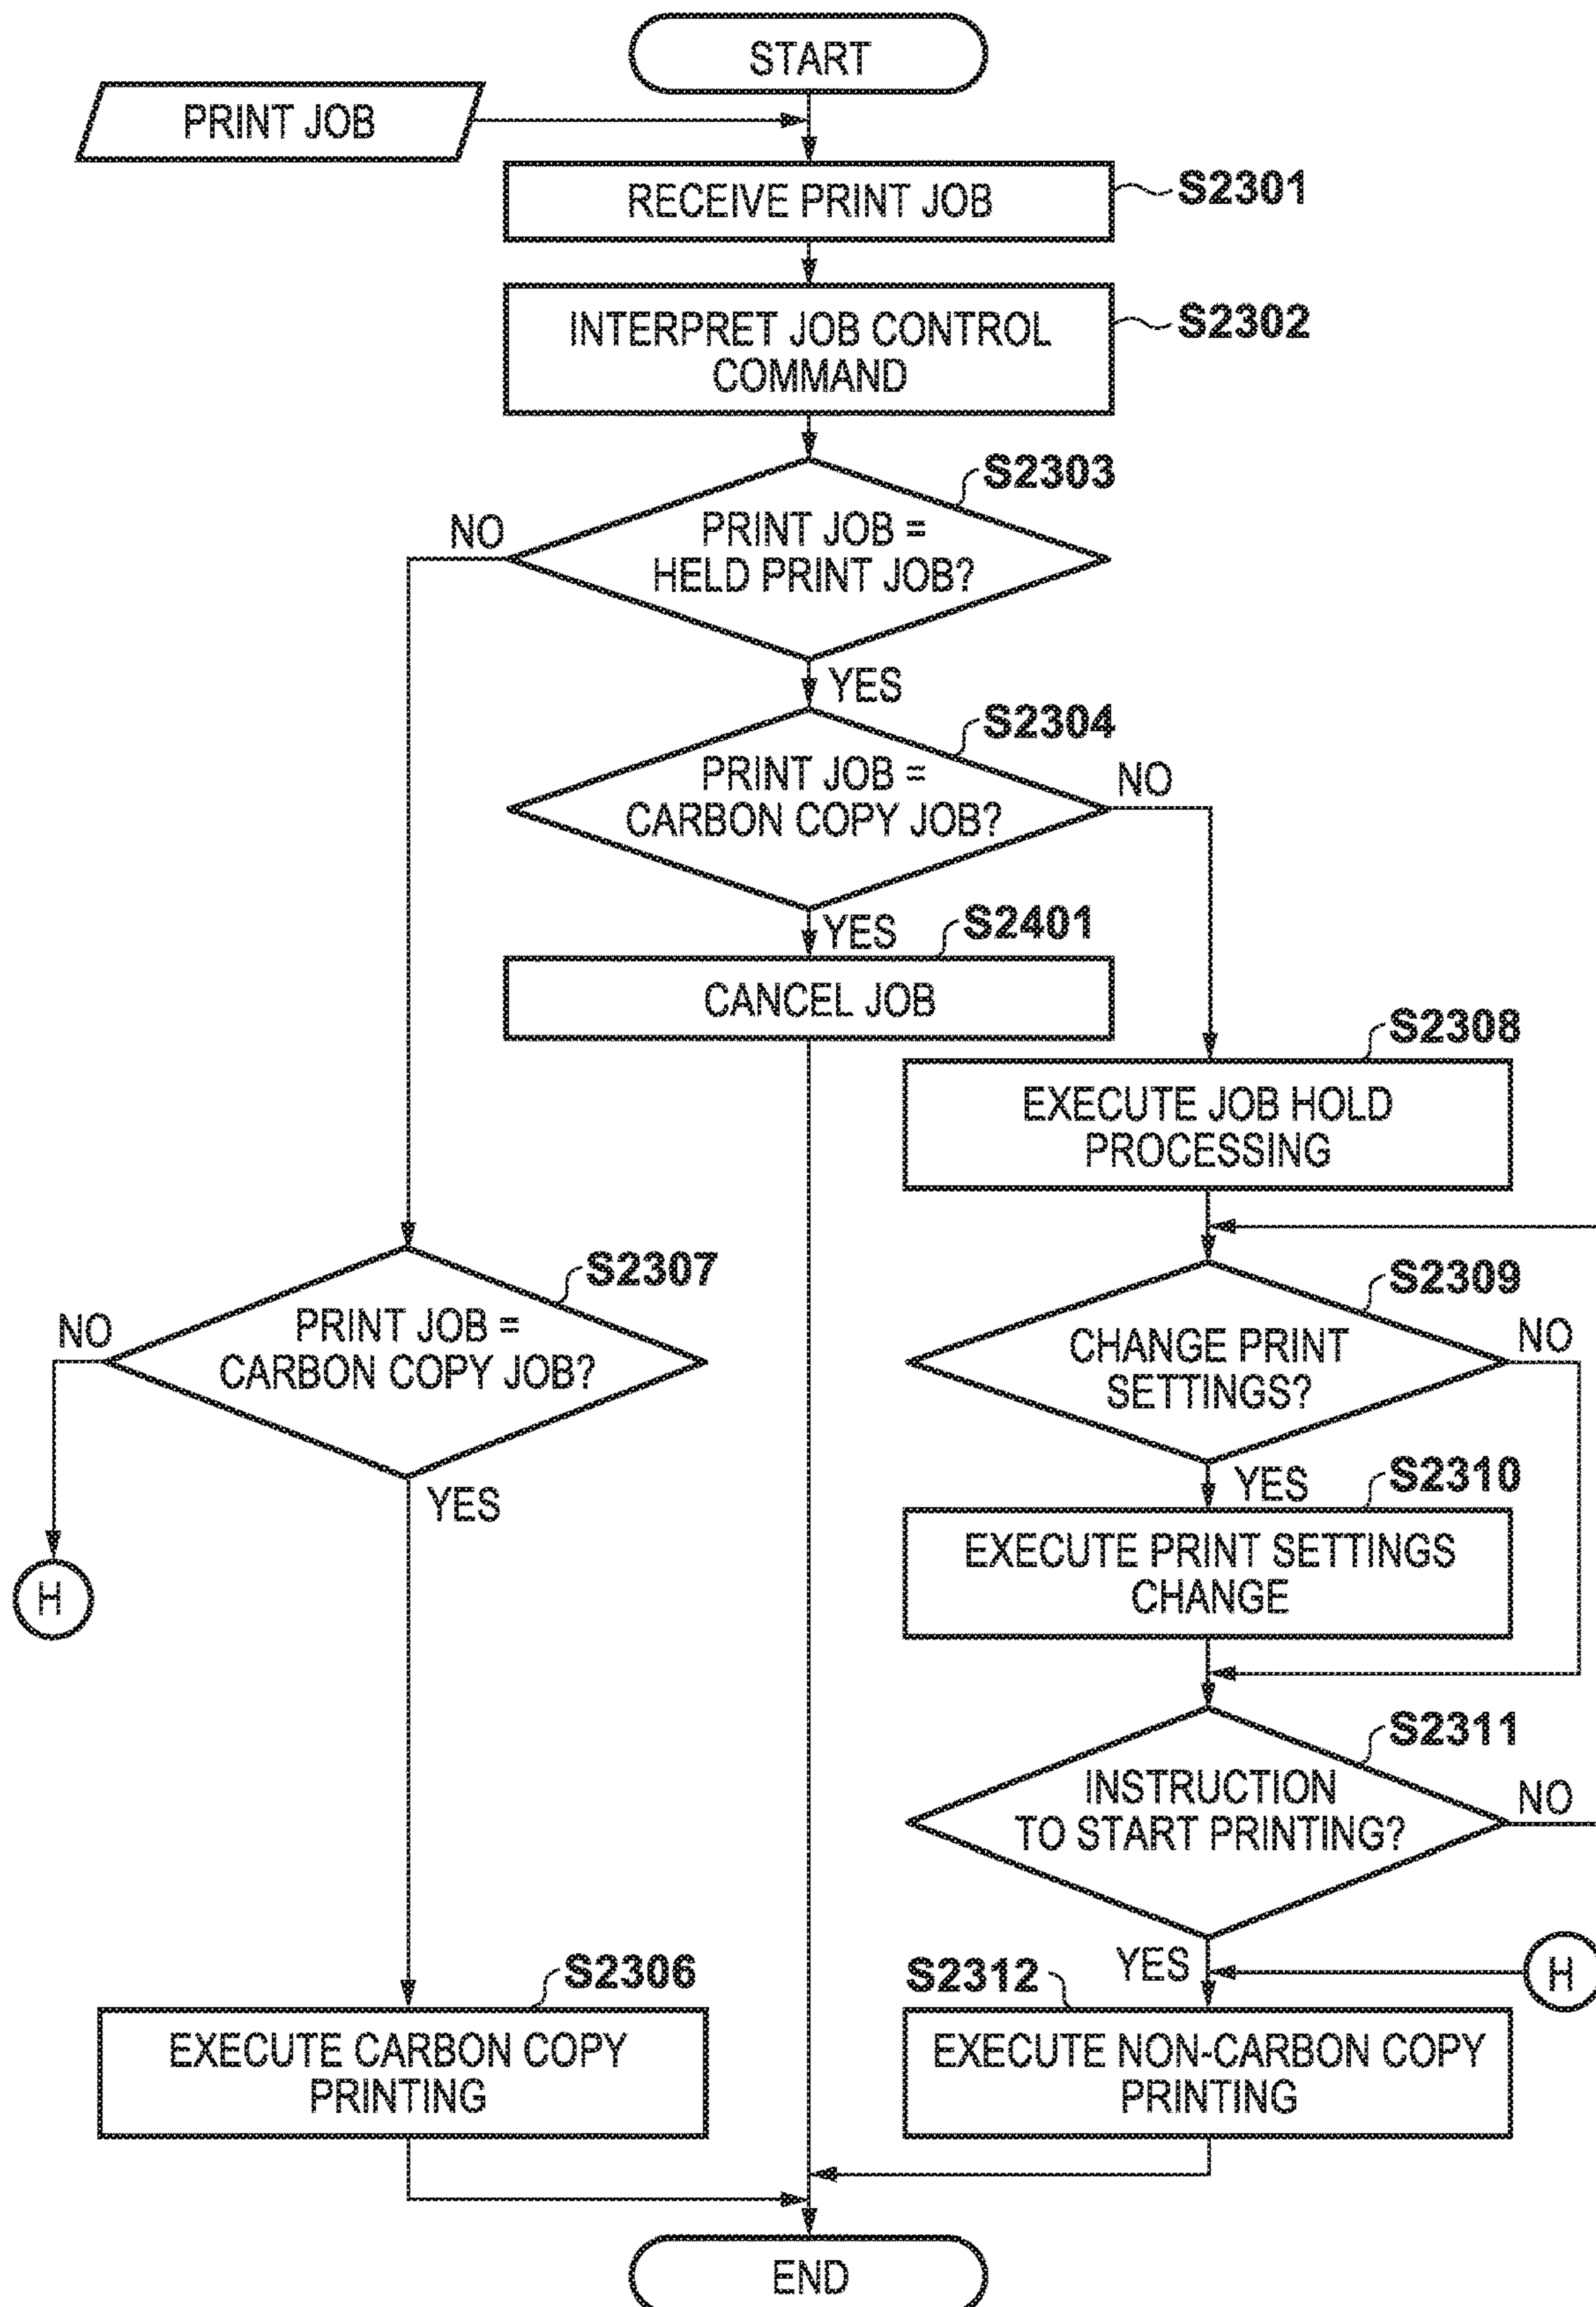 START
PRINT JOB
RECEIVE PRINT JOB
S2301
INTERPRET JOB CONTROL
COMMAND
S2302
S2303
NO
PRINT JOB =
HELD PRINT JOB?
YES
S2304
PRINT JOB =
CARBON COPY JOB?
NO
YES
S2401
CANCEL JOB
S2308
EXECUTE JOB HOLD
PROCESSING
S2307
NO
PRINT JOB =
CARBON COPY JOB?
YES
H
S2309
CHANGE PRINT
SETTINGS?
NO
YES
S2310
EXECUTE PRINT SETTINGS
CHANGE
S2311
INSTRUCTION
TO START PRINTING?
NO
YES
H
S2306
EXECUTE CARBON COPY
PRINTING
S2312
EXECUTE NON-CARBON COPY
PRINTING
END